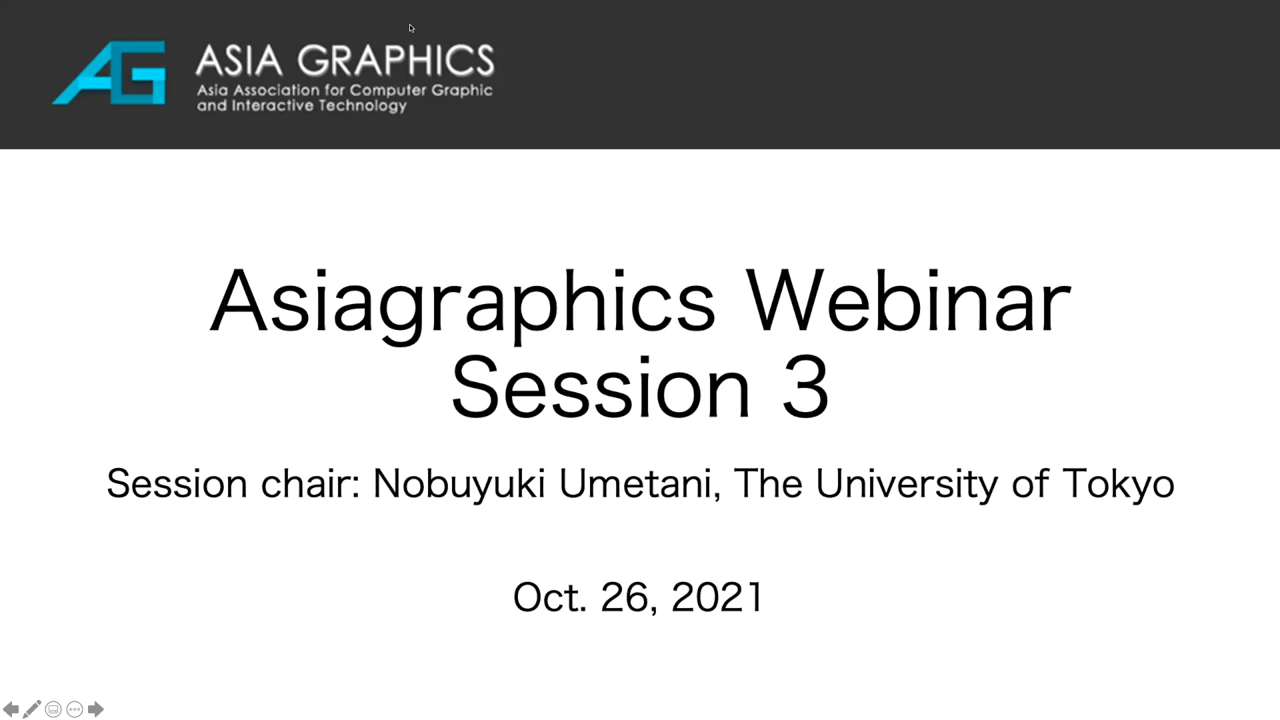 ASIA GRAPHICS
Asia Association for Computer Graphic
and Interactive Technology
Asiagraphics Webinar
Session 3
Session chair: Nobuyuki Umetani, The University of Tokyo
Oct. 26, 2021